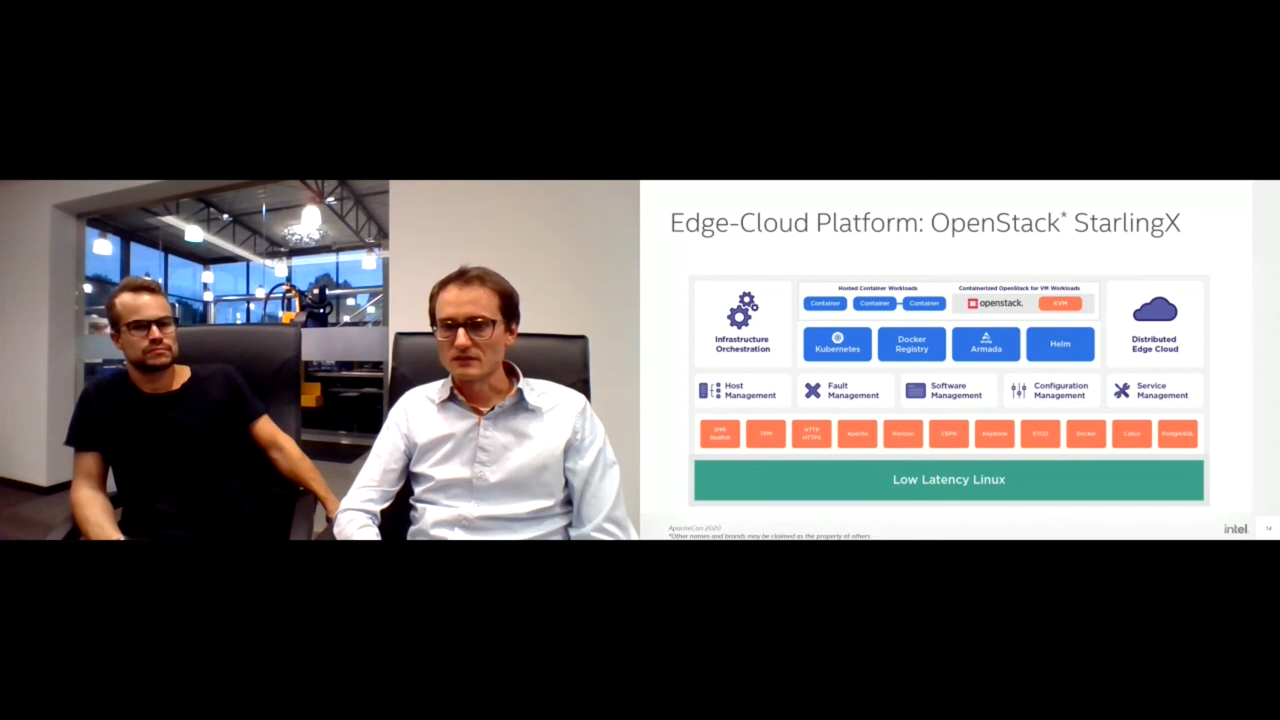 Edge-Cloud Platform: OpenStack* StarlingX
Hosted Container Workloads
Containerized OpenStack for VM Workloads
Container
Container
Container
openstack.
KVM
Infrastructure
Orchestration
Kubernetes
Docker
Registry
Armada
Helm
Distributed
Edge Cloud
Host
Management
Fault
Management
Software
Management
Configuration
Management
Service
Management
IPMI
Redfish
TPM
HTTP
HTTPS
Apache
Horizon
CEPH
Keystone
ETCD
Docker
Calico
PostgreSQL
Low Latency Linux
ApacheCon 2020
*Other names and brands may be claimed as the property of others
intel.
14